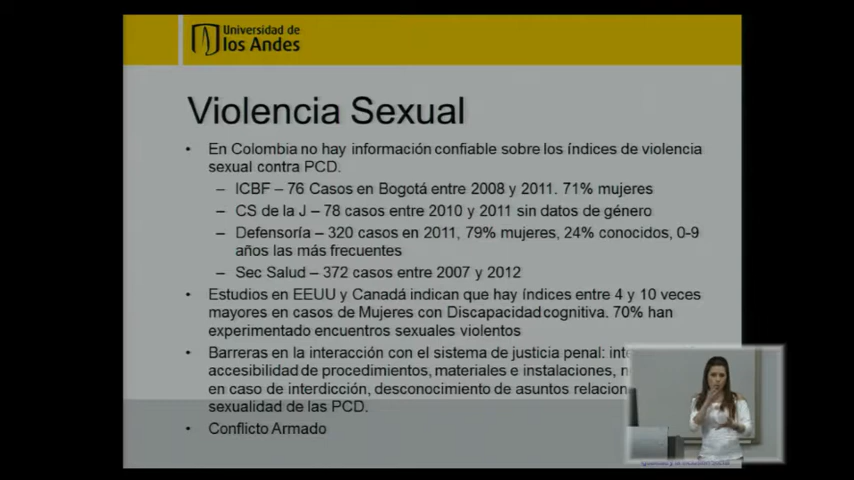 Universidad de
los Andes
Violencia Sexual
• En Colombia no hay información confiable sobre los índices de violencia
sexual contra PCD.
– ICBF – 76 Casos en Bogotá entre 2008 y 2011. 71% mujeres
– CS de la J – 78 casos entre 2010 y 2011 sin datos de género
– Defensoría – 320 casos en 2011, 79% mujeres, 24% conocidos, 0-9
años las más frecuentes
– Sec Salud – 372 casos entre 2007 y 2012
• Estudios en EEUU y Canadá indican que hay índices entre 4 y 10 veces
mayores en casos de Mujeres con Discapacidad cognitiva. 70% han
experimentado encuentros sexuales violentos
• Barreras en la interacción con el sistema de justicia penal:
accesibilidad de procedimientos, materiales e instalaciones,
en caso de interdicción, desconocimiento de asuntos
sexualidad de las PCD.
• Conflicto Armado